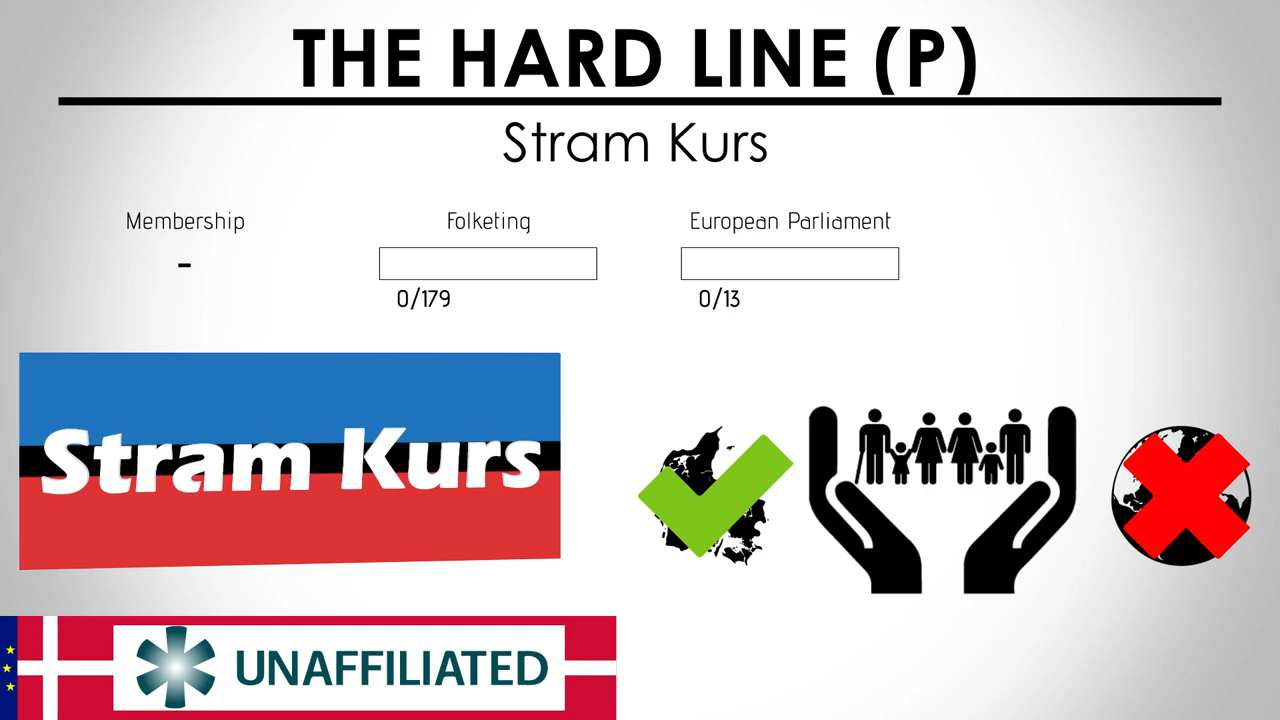 THE HARD LINE (P)
Stram Kurs
Membership
Folketing
European Parliament
-
0/179
0/13
Stram Kurs
UNAFFILIATED